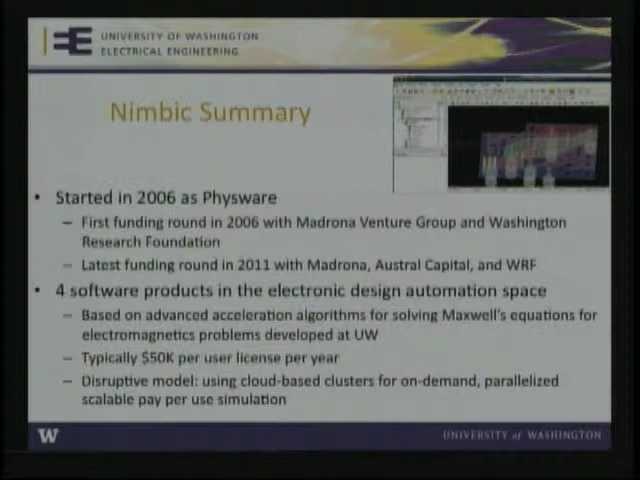 UNIVERSITY OF WASHINGTON
ELECTRICAL ENGINEERING
Nimbic Summary
• Started in 2006 as Physware
– First funding round in 2006 with Madrona Venture Group and Washington
Research Foundation
– Latest funding round in 2011 with Madrona, Austral Capital, and WRF
• 4 software products in the electronic design automation space
– Based on advanced acceleration algorithms for solving Maxwell's equations for
electromagnetics problems developed at UW
– Typically $50K per user license per year
– Disruptive model: using cloud-based clusters for on-demand, parallelized
scalable pay per use simulation
W
UNIVERSITY of WASHINGTON